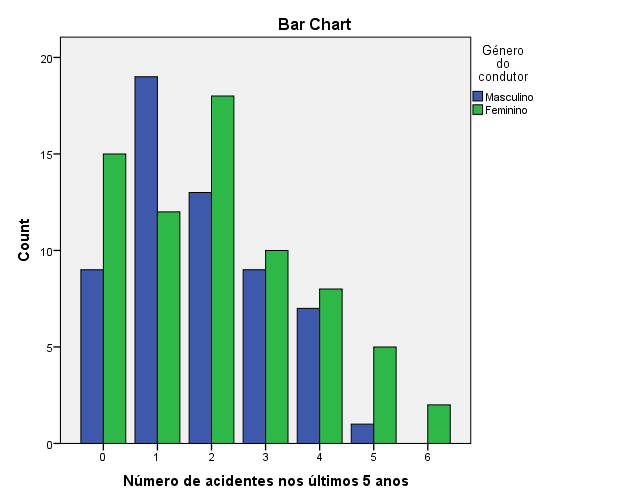 Bar Chart
Género
do
condutor
Masculino
Feminino
Count
20
15
10
5
0
0 1 2 3 4 5 6
Número de acidentes nos últimos 5 anos